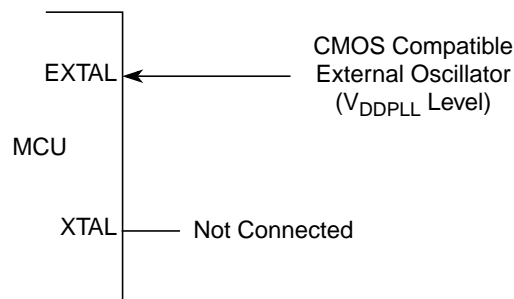 EXTAL
CMOS Compatible
External Oscillator
(VDDPLL Level)
MCU
XTAL
Not Connected